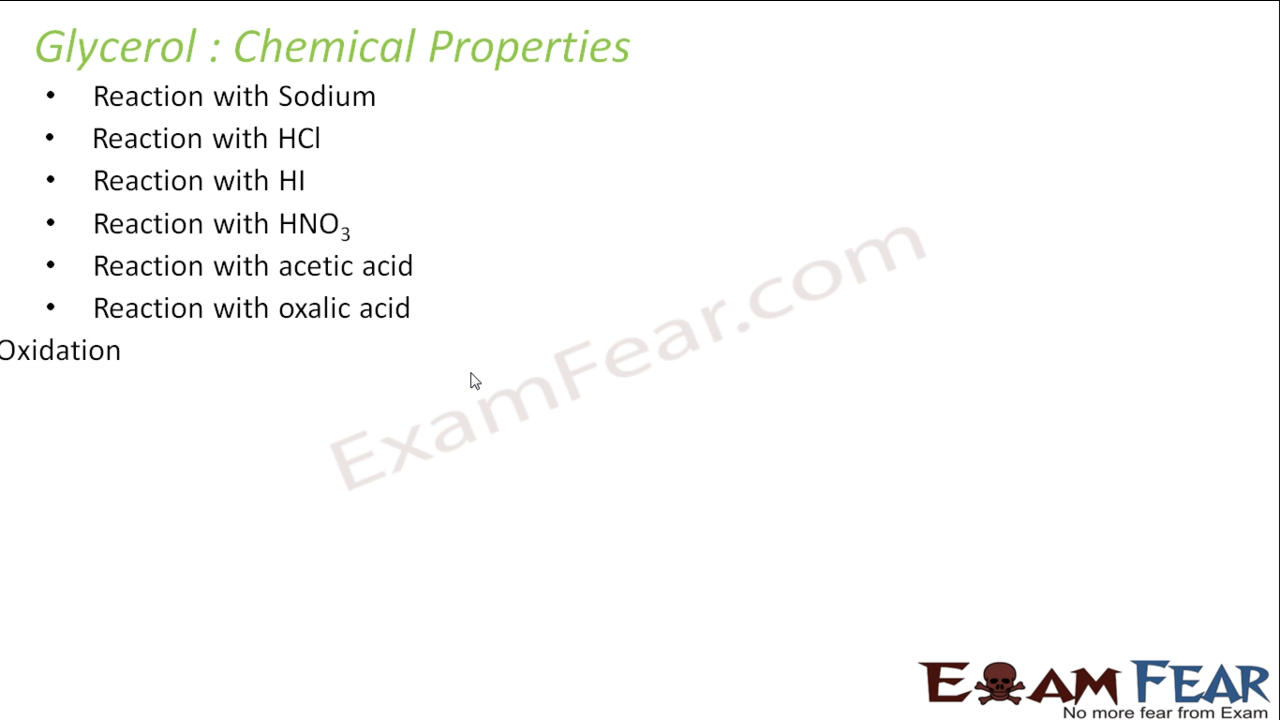 Glycerol : Chemical Properties
• Reaction with Sodium
• Reaction with HCl
• Reaction with HI
• Reaction with HNO₃
• Reaction with acetic acid
• Reaction with oxalic acid
Oxidation
ExamFear.com
EXAM FEAR
No more fear from Exam